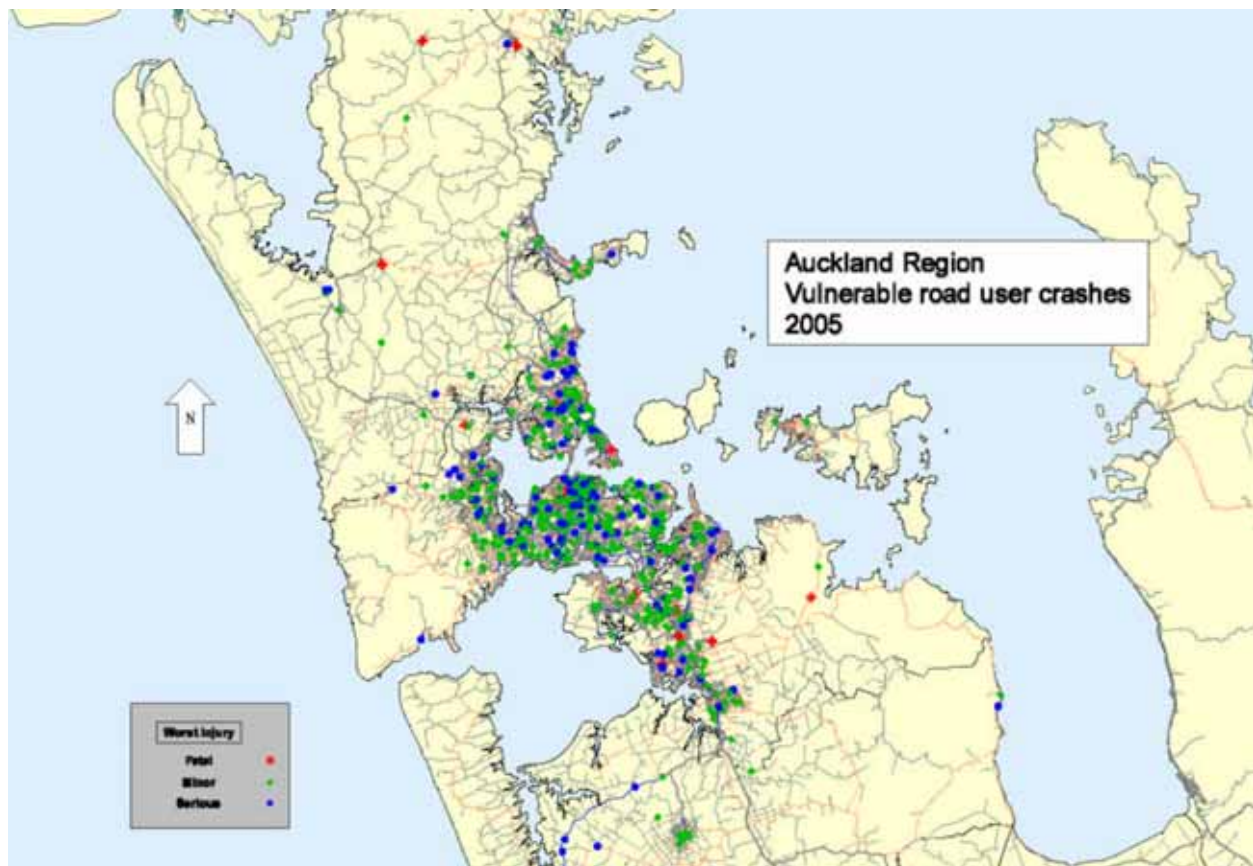 Auckland Region
Vulnerable road user crashes
2005
N
Worst Injury
Fatal
Minor
Serious